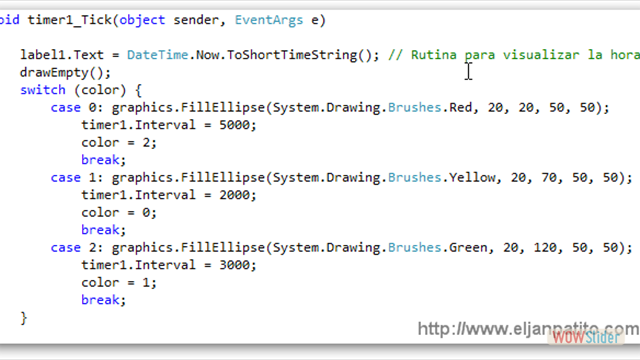 oid timer1_Tick(object sender, EventArgs e)
label1.Text = DateTime.Now.ToShortTimeString(); // Rutina para visualizar la hora
drawEmpty();
switch (color) {
case 0: graphics.FillEllipse(System.Drawing.Brushes.Red, 20, 20, 50, 50);
timer1.Interval = 5000;
color = 2;
break;
case 1: graphics.FillEllipse(System.Drawing.Brushes.Yellow, 20, 70, 50, 50);
timer1.Interval = 2000;
color = 0;
break;
case 2: graphics.FillEllipse(System.Drawing.Brushes.Green, 20, 120, 50, 50);
timer1.Interval = 3000;
color = 1;
break;
}
http://www.eljanpatito.com
WOWSlider